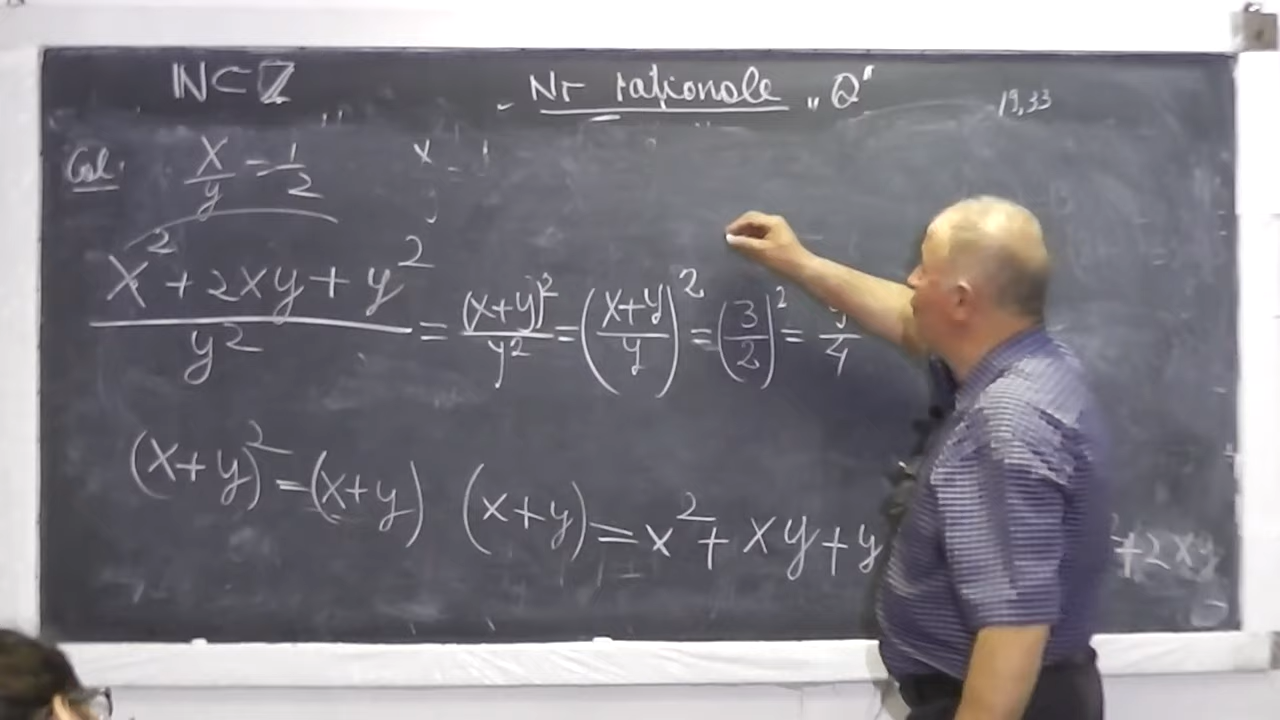 ℕ⊂ℤ
Nr rationale „Q"
19,33
Cal: x/y = 1/2
x
(x²+2xy+y²)/y² = (x+y)²/y² = ((x+y)/y)² = (3/2)² = 9/4
(x+y)² = (x+y) (x+y) = x² + xy + y +2xy